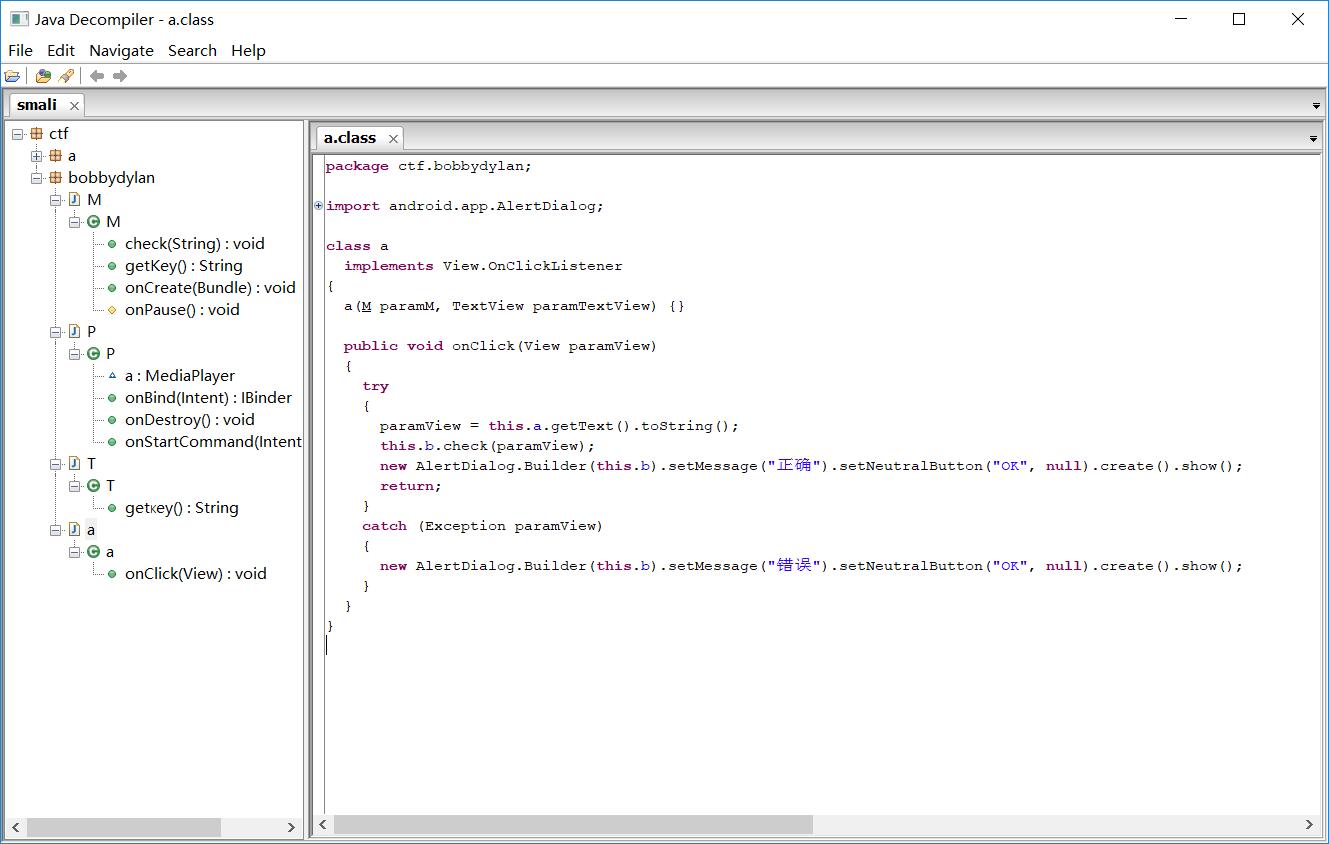 Java Decompiler - a.class
File Edit Navigate Search Help
smali
ctf
a
bobbydylan
M
M
check(String) : void
getKey() : String
onCreate(Bundle) : void
onPause() : void
P
P
a : MediaPlayer
onBind(Intent) : IBinder
onDestroy() : void
onStartCommand(Intent
T
T
getкey() : String
a
a
onClick(View) : void
a.class
package ctf.bobbydylan;
import android.app.AlertDialog;
class a
implements View.OnClickListener
{
a(M paramM, TextView paramTextView) {}
public void onClick(View paramView)
{
try
{
paramView = this.a.getText().toString();
this.b.check(paramView);
new AlertDialog.Builder(this.b).setMessage("正确").setNeutralButton("OK", null).create().show();
return;
}
catch (Exception paramView)
{
new AlertDialog.Builder(this.b).setMessage("错误").setNeutralButton("OK", null).create().show();
}
}
}